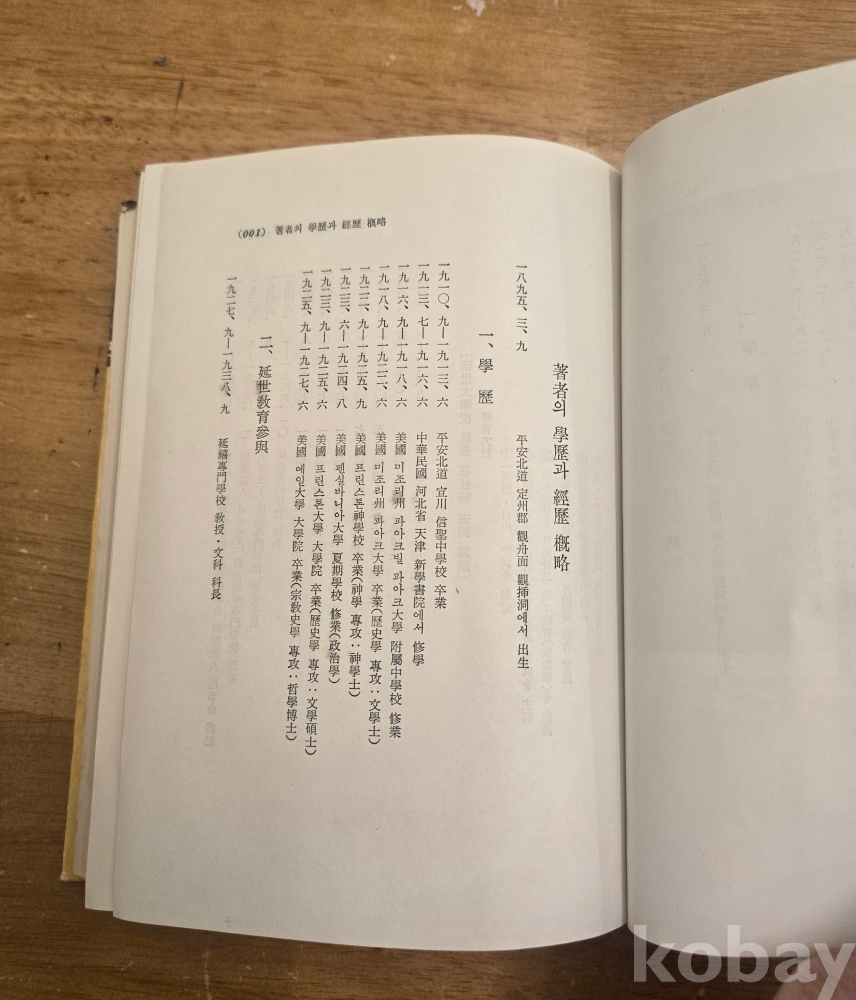 (001) 著者의 學歷과 經歷 槪略
著者의 學歷과 經歷 槪略
一八九五、三、九 平安北道 定州郡 觀舟面 觀揷洞에서 出生
一、學 歷
一九一〇、九—一九一三、六 平安北道 宣川 信聖中學校 卒業
一九一三、七—一九一六、六 中華民國 河北省 天津 新學書院에서 修學
一九一六、九—一九一八、六 美國 미조리州 파아크빌 파아크大學 附屬中學校 修業
一九一八、九—一九二二、六 美國 미조리州 파아크大學 卒業(歷史學 專攻：文學士)
一九二二、九—一九二五、九 美國 프린스톤神學校 卒業(神學 專攻：神學士)
一九二三、六—一九二四、八 美國 펜실바니아大學 夏期學校 修業(政治學)
一九二三、九—一九二五、六 美國 프린스톤大學 大學院 卒業(歷史學 專攻：文學碩士)
一九二五、九—一九二七、六 美國 예일大學 大學院 卒業(宗敎史學 專攻：哲學博士)
二、延世敎育參與
一九二七、九—一九三八、九 延禧專門學校 敎授・文科 科長
kobay